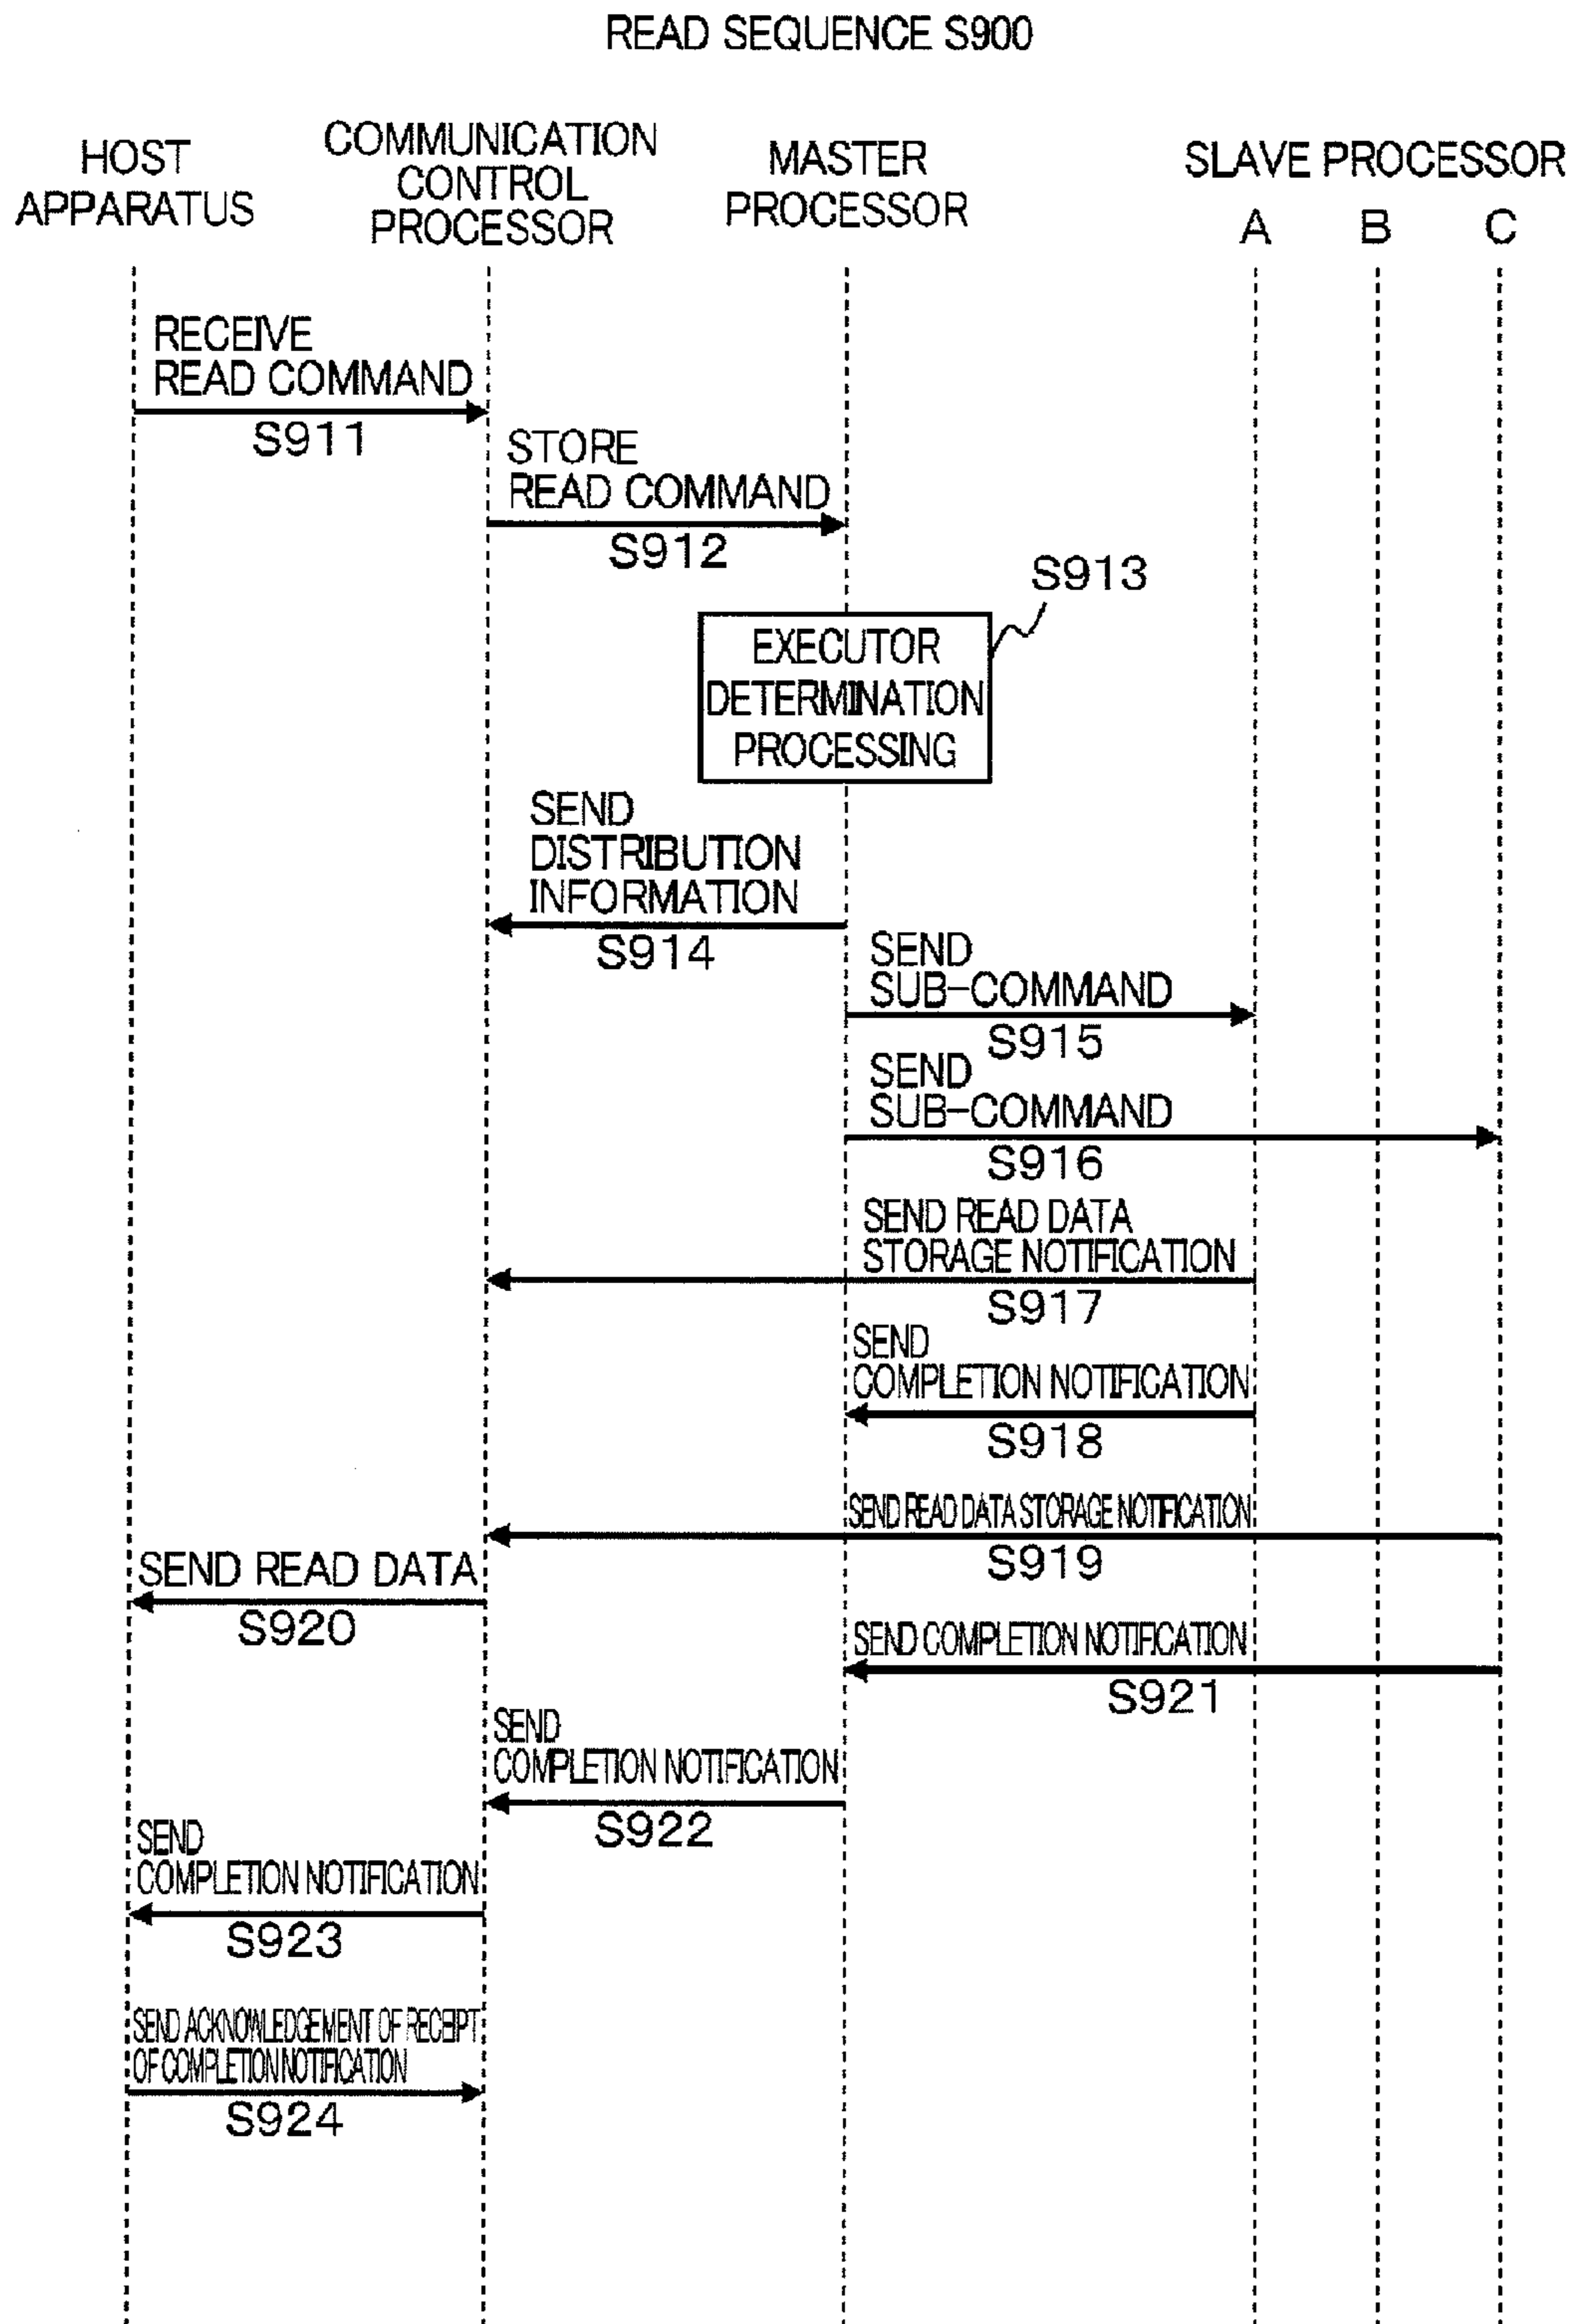 READ SEQUENCE S900
HOST
APPARATUS
COMMUNICATION
CONTROL
PROCESSOR
MASTER
PROCESSOR
SLAVE PROCESSOR
A B C
RECEIVE
READ COMMAND
S911
STORE
READ COMMAND
S912
S913
EXECUTOR
DETERMINATION
PROCESSING
SEND
DISTRIBUTION
INFORMATION
S914
SEND
SUB-COMMAND
S915
SEND
SUB-COMMAND
S916
SEND READ DATA
STORAGE NOTIFICATION
S917
SEND
COMPLETION NOTIFICATION
S918
SEND READ DATA STORAGE NOTIFICATION
S919
SEND READ DATA
S920
SEND COMPLETION NOTIFICATION
S921
SEND
COMPLETION NOTIFICATION
S922
SEND
COMPLETION NOTIFICATION
S923
SEND ACKNOWLEDGEMENT OF RECEIPT
OF COMPLETION NOTIFICATION
S924